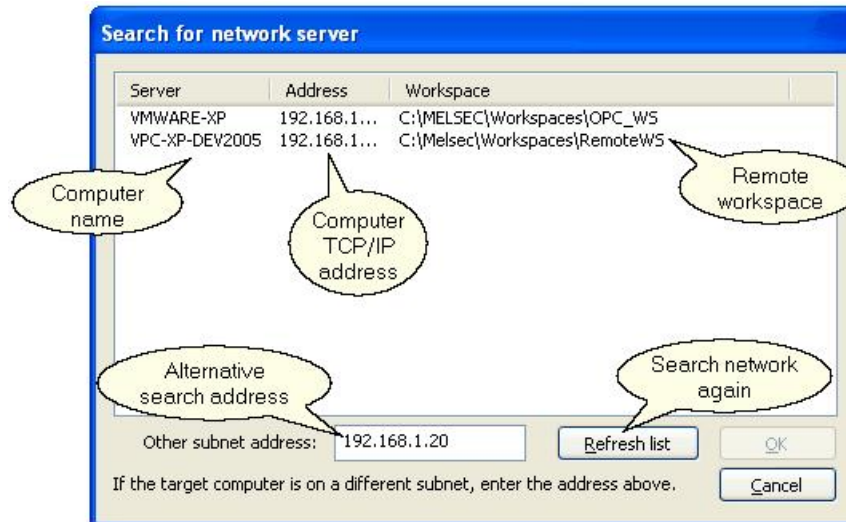 Search for network server
Server Address Workspace
VMWARE-XP 192.168.1... C:\MELSEC\Workspaces\OPC_WS
VPC-XP-DEV2005 192.168.1... C:\Melsec\Workspaces\RemoteWS
Computer
name
Computer
TCP/IP
address
Remote
workspace
Alternative
search address
Search network
again
Other subnet address: 192.168.1.20 Refresh list OK
If the target computer is on a different subnet, enter the address above. Cancel